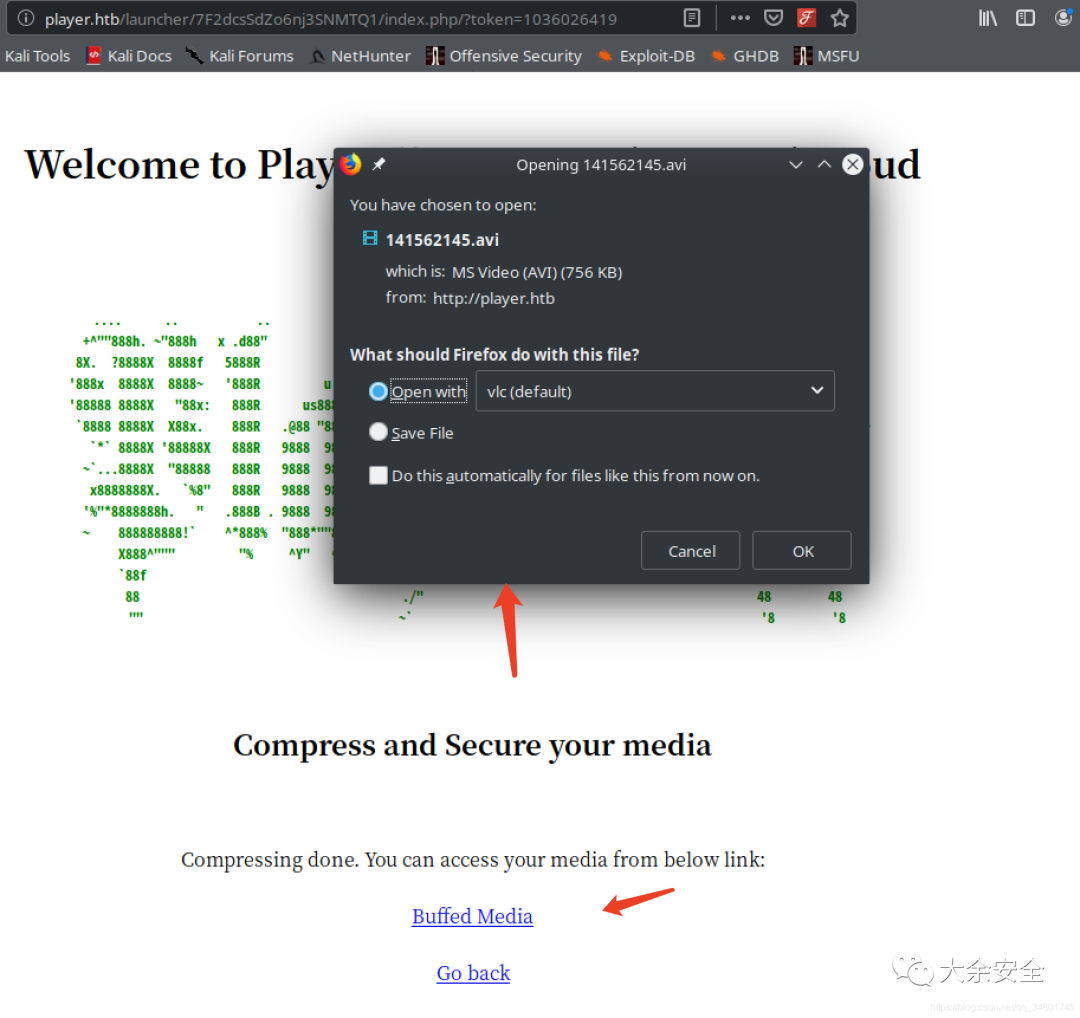 player.htb/launcher/7F2dcsSdZo6nj3SNMTQ1/index.php/?token=1036026419
Kali Tools Kali Docs Kali Forums NetHunter Offensive Security Exploit-DB GHDB MSFU
Welcome to Play
ud
Opening 141562145.avi
You have chosen to open:
141562145.avi
which is: MS Video (AVI) (756 KB)
from: http://player.htb
What should Firefox do with this file?
Open with vlc (default)
Save File
Do this automatically for files like this from now on.
Cancel OK
Compress and Secure your media
Compressing done. You can access your media from below link:
Buffed Media
Go back
大余安全
https://blog.csdn.net/qq_34801745